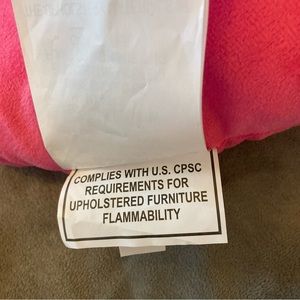 COMPLIES WITH U.S. CPSC
REQUIREMENTS FOR
UPHOLSTERED FURNITURE
FLAMMABILITY